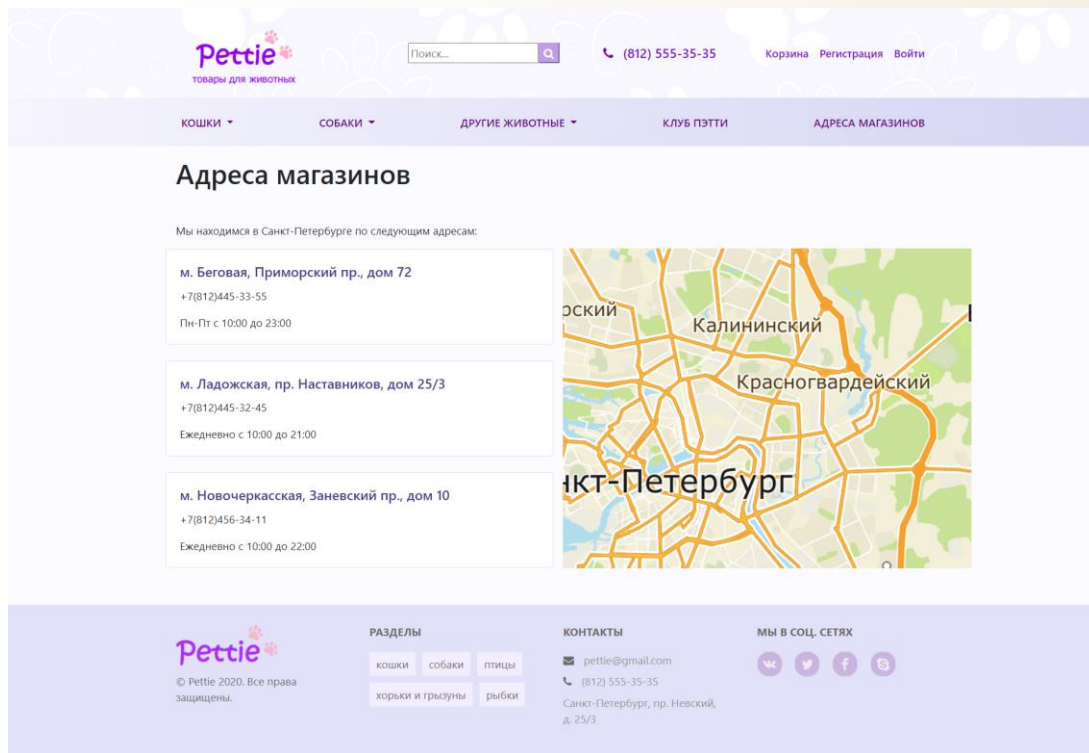 Pettie
товары для животных
Поиск...
(812) 555-35-35
Корзина Регистрация Войти
КОШКИ СОБАКИ ДРУГИЕ ЖИВОТНЫЕ КЛУБ ПЭТТИ АДРЕСА МАГАЗИНОВ
Адреса магазинов
Мы находимся в Санкт-Петербурге по следующим адресам:
м. Беговая, Приморский пр., дом 72
+7(812)445-33-55
Пн-Пт с 10:00 до 23:00
м. Ладожская, пр. Наставников, дом 25/3
+7(812)445-32-45
Ежедневно с 10:00 до 21:00
м. Новочеркасская, Заневский пр., дом 10
+7(812)456-34-11
Ежедневно с 10:00 до 22:00
рский
Калининский
Красногвардейский
нкт-Петербург
Pettie
© Pettie 2020. Все права
защищены.
РАЗДЕЛЫ
кошки собаки птицы
хорьки и грызуны рыбки
КОНТАКТЫ
pettie@gmail.com
(812) 555-35-35
Санкт-Петербург, пр. Невский,
д. 25/3
МЫ В СОЦ. СЕТЯХ